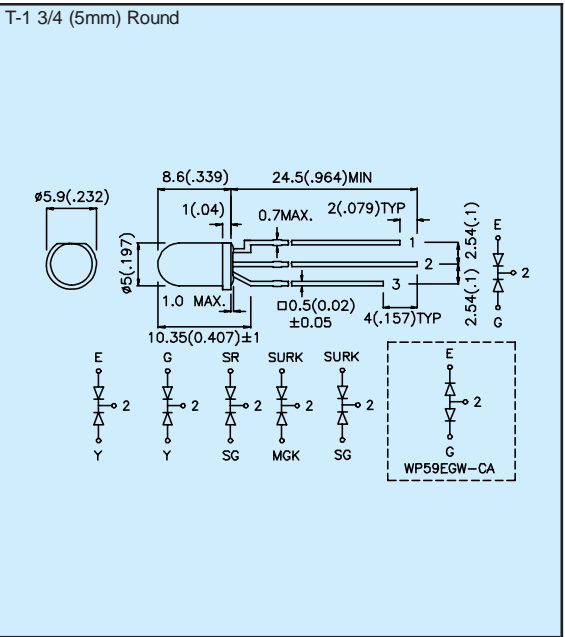 T-1 3/4 (5mm) Round
8.6(.339)
24.5(.964)MIN
ø5.9(.232)
1(.04)
0.7MAX.
2(.079)TYP
ø5(.197)
1
2
3
2.54(.1)
2.54(.1)
E
2
G
1.0 MAX.
□0.5(0.02)
±0.05
4(.157)TYP
10.35(0.407)±1
E
2
Y
G
2
Y
SR
2
SG
SURK
2
MGK
SURK
2
SG
E
2
G
WP59EGW-CA